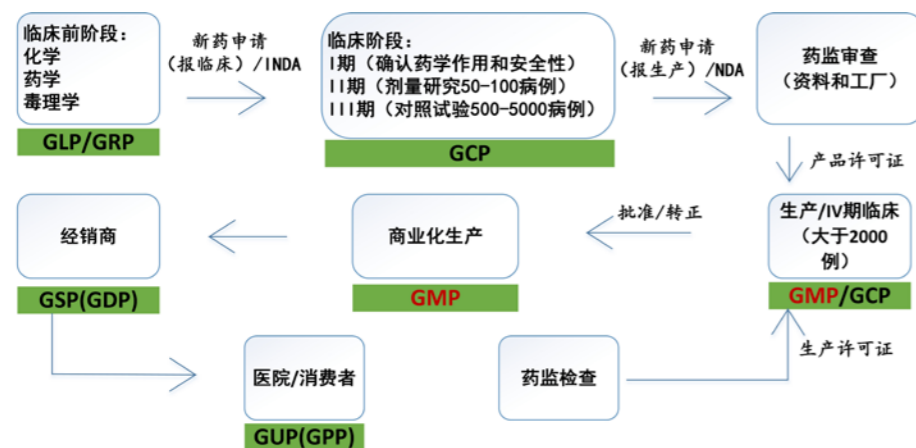 临床前阶段：
化学
药学
毒理学
GLP/GRP
新药申请
（报临床）/INDA
临床阶段：
I期（确认药学作用和安全性）
II期（剂量研究50-100病例）
III期（对照试验500-5000病例）
GCP
新药申请
（报生产）/NDA
药监审查
（资料和工厂）
产品许可证
生产/IV期临床
（大于2000
例）
GMP/GCP
批准/转正
商业化生产
GMP
经销商
GSP(GDP)
医院/消费者
GUP(GPP)
药监检查
生产许可证